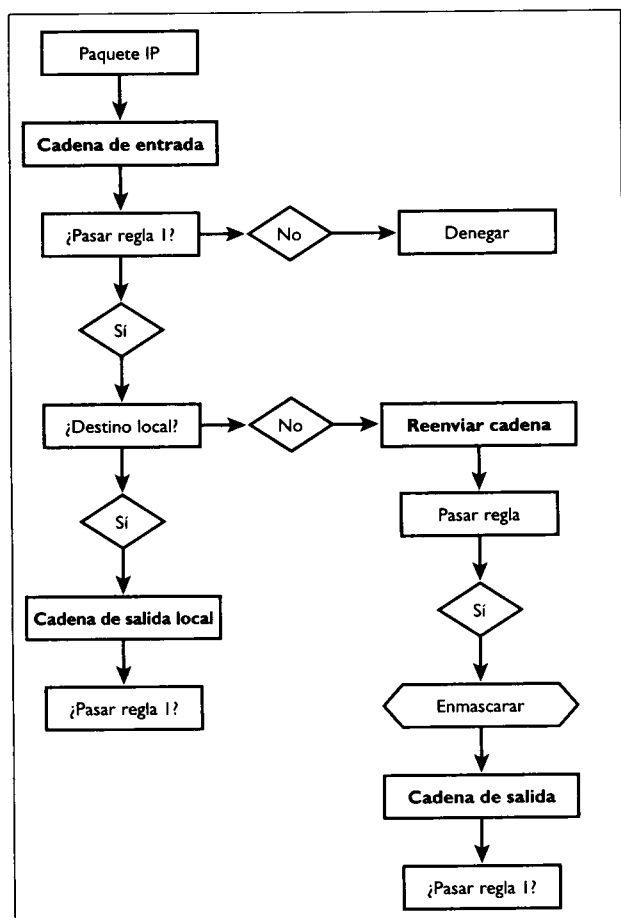 Paquete IP
Cadena de entrada
¿Pasar regla 1?
No
Denegar
Sí
¿Destino local?
No
Reenviar cadena
Sí
Pasar regla
Sí
Cadena de salida local
¿Pasar regla 1?
Enmascarar
Cadena de salida
¿Pasar regla 1?